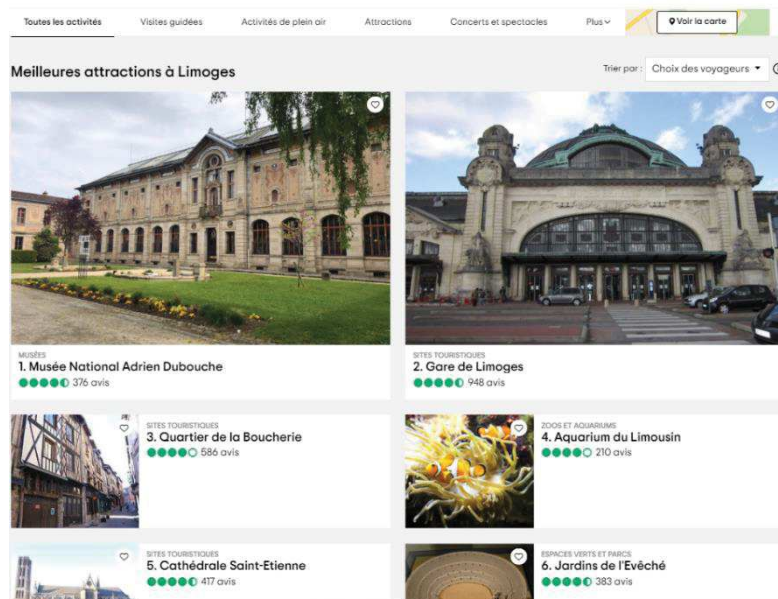 Toutes les activités Visites guidées Activités de plein air Attractions Concerts et spectacles Plus Voir la carte
Meilleures attractions à Limoges
Trier par : Choix des voyageurs
MUSÉES
1. Musée National Adrien Dubouche
376 avis
SITES TOURISTIQUES
2. Gare de Limoges
948 avis
SITES TOURISTIQUES
3. Quartier de la Boucherie
586 avis
ZOOS ET AQUARIUMS
4. Aquarium du Limousin
210 avis
SITES TOURISTIQUES
5. Cathédrale Saint-Etienne
417 avis
ESPACES VERTS ET PARCS
6. Jardins de l'Evêché
383 avis